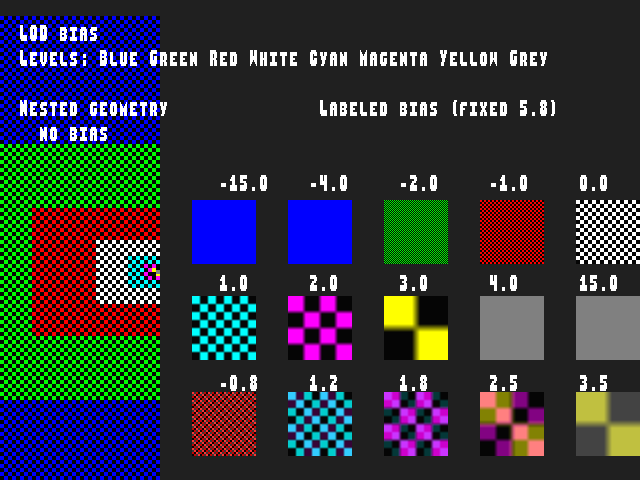 LOD BIAS
LEVELS: BLUE GREEN RED WHITE CYAN MAGENTA YELLOW GREY
NESTED GEOMETRY
LABELED BIAS (FIXED 5.8)
NO BIAS
-15.0 -4.0 -2.0 -1.0 0.0
1.0 2.0 3.0 4.0 15.0
-0.8 1.2 1.8 2.5 3.5